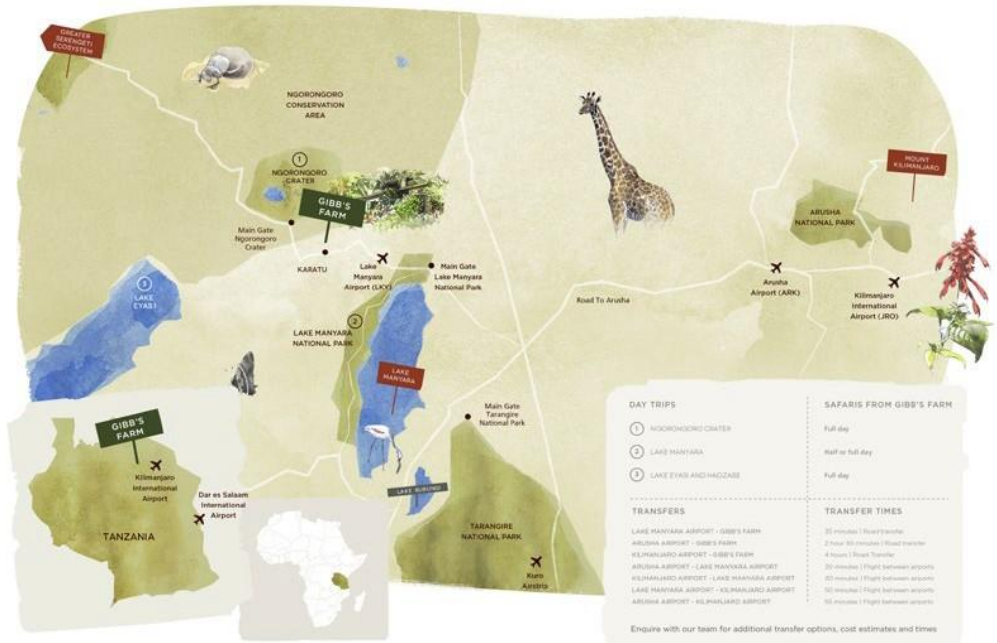 GREATER
SERENGETI
ECOSYSTEM
NGORONGORO
CONSERVATION
AREA
1
NGORONGORO
CRATER
GIBB'S
FARM
Main Gate
Ngorongoro
Crater
KARATU
Lake
Manyara
Airport (LKY)
Main Gate
Lake Manyara
National Park
MOUNT
KILIMANJARO
ARUSHA
NATIONAL PARK
Arusha
Airport (ARK)
Kilimanjaro
International
Airport (JRO)
Road To Arusha
3
LAKE
EYASI
2
LAKE MANYARA
NATIONAL PARK
LAKE
MANYARA
Main Gate
Tarangire
National Park
LAKE BURUNGI
TARANGIRE
NATIONAL PARK
Kuro
Airstrip
GIBB'S
FARM
Kilimanjaro
International
Airport
Dar es Salaam
International
Airport
TANZANIA
DAY TRIPS
SAFARIS FROM GIBB'S FARM
1 NGORONGORO CRATER
Full day
2 LAKE MANYARA
Half or full day
3 LAKE EYASI AND HADZABE
Full day
TRANSFERS
TRANSFER TIMES
LAKE MANYARA AIRPORT - GIBB'S FARM
minutes | Road transfer
ARUSHA AIRPORT - GIBB'S FARM
2 hour minutes | Road transfer
KILIMANJARO AIRPORT - GIBB'S FARM
4 hours | Road Transfer
ARUSHA AIRPORT - LAKE MANYARA AIRPORT
minutes | Flight between airports
KILIMANJARO AIRPORT - LAKE MANYARA AIRPORT
minutes | Flight between airports
LAKE MANYARA AIRPORT - KILIMANJARO AIRPORT
50 minutes | Flight between airports
ARUSHA AIRPORT - KILIMANJARO AIRPORT
minutes | Flight between airports
Enquire with our team for additional transfer options, cost estimates and times